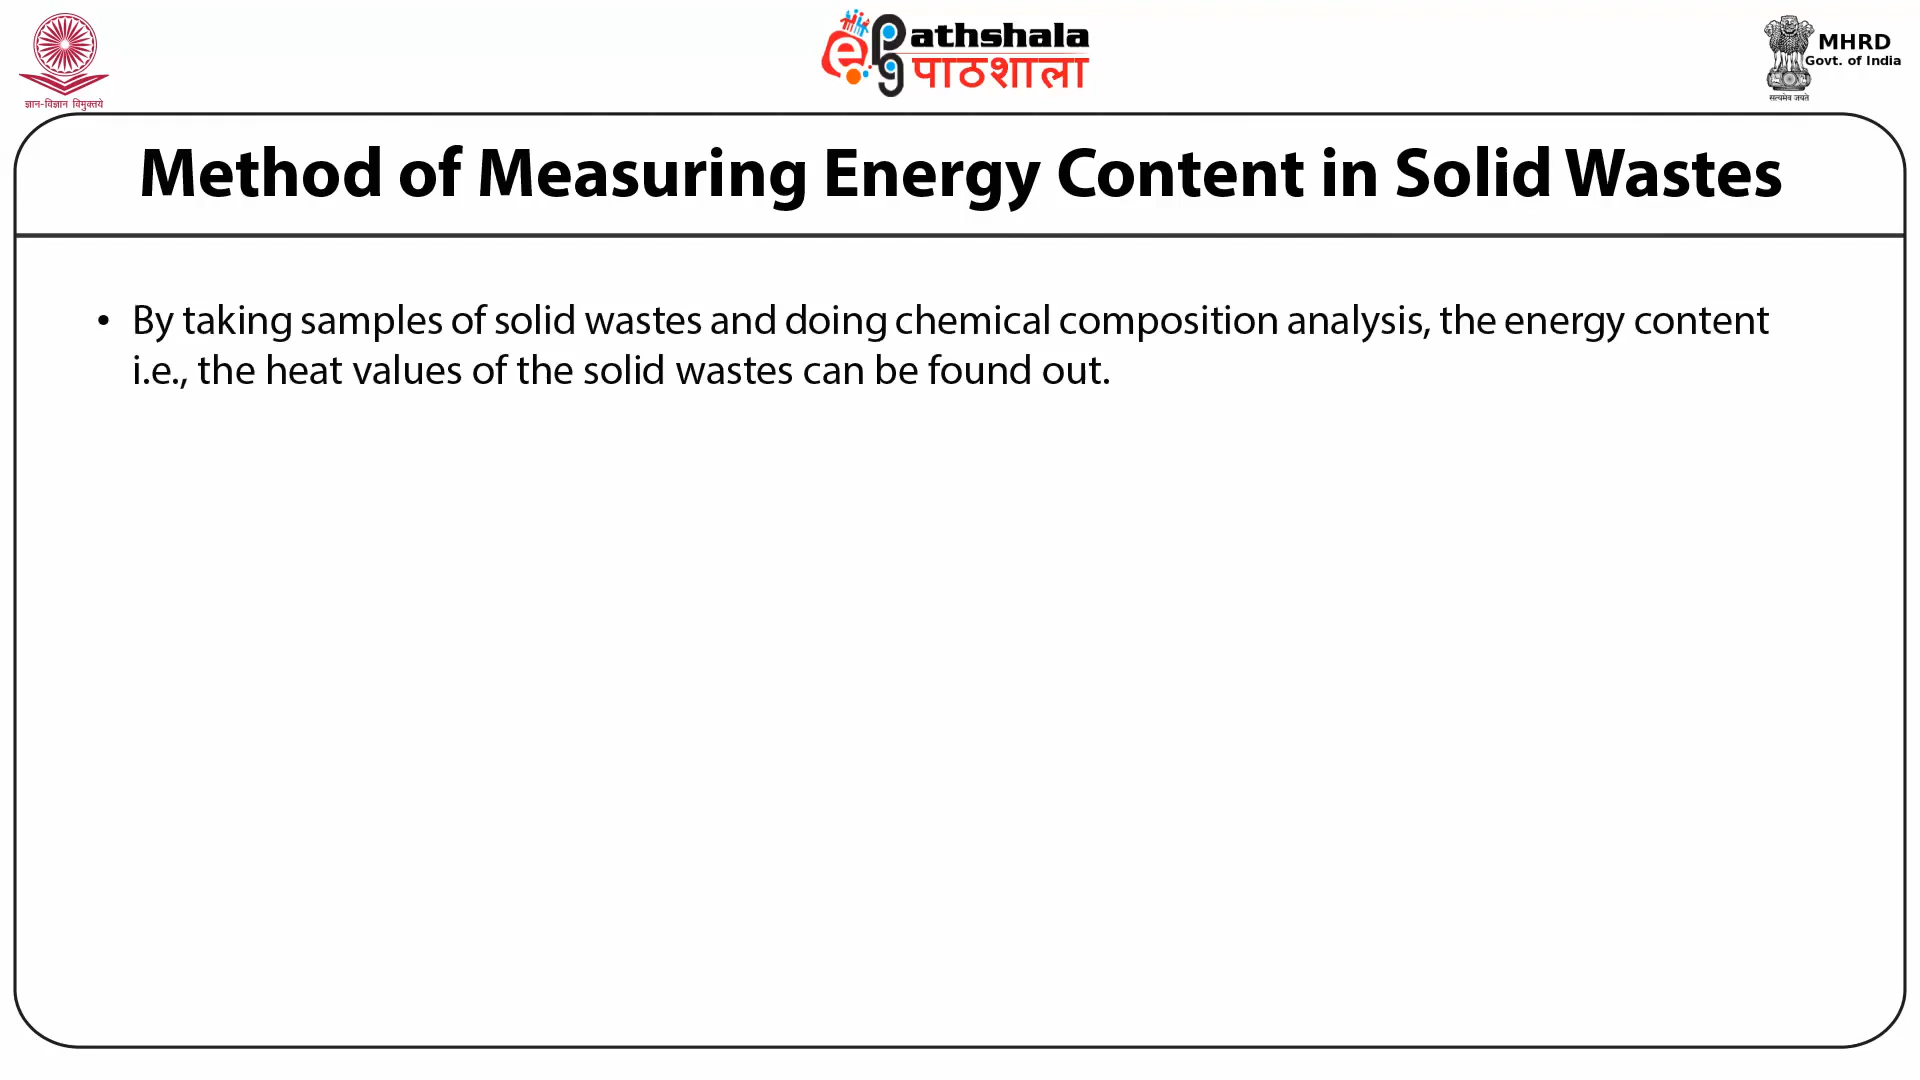 ज्ञान-विज्ञान विमुक्तये
e Pg athshala
पाठशाला
MHRD
Govt. of India
सत्यमेव जयते
Method of Measuring Energy Content in Solid Wastes
• By taking samples of solid wastes and doing chemical composition analysis, the energy content
i.e., the heat values of the solid wastes can be found out.